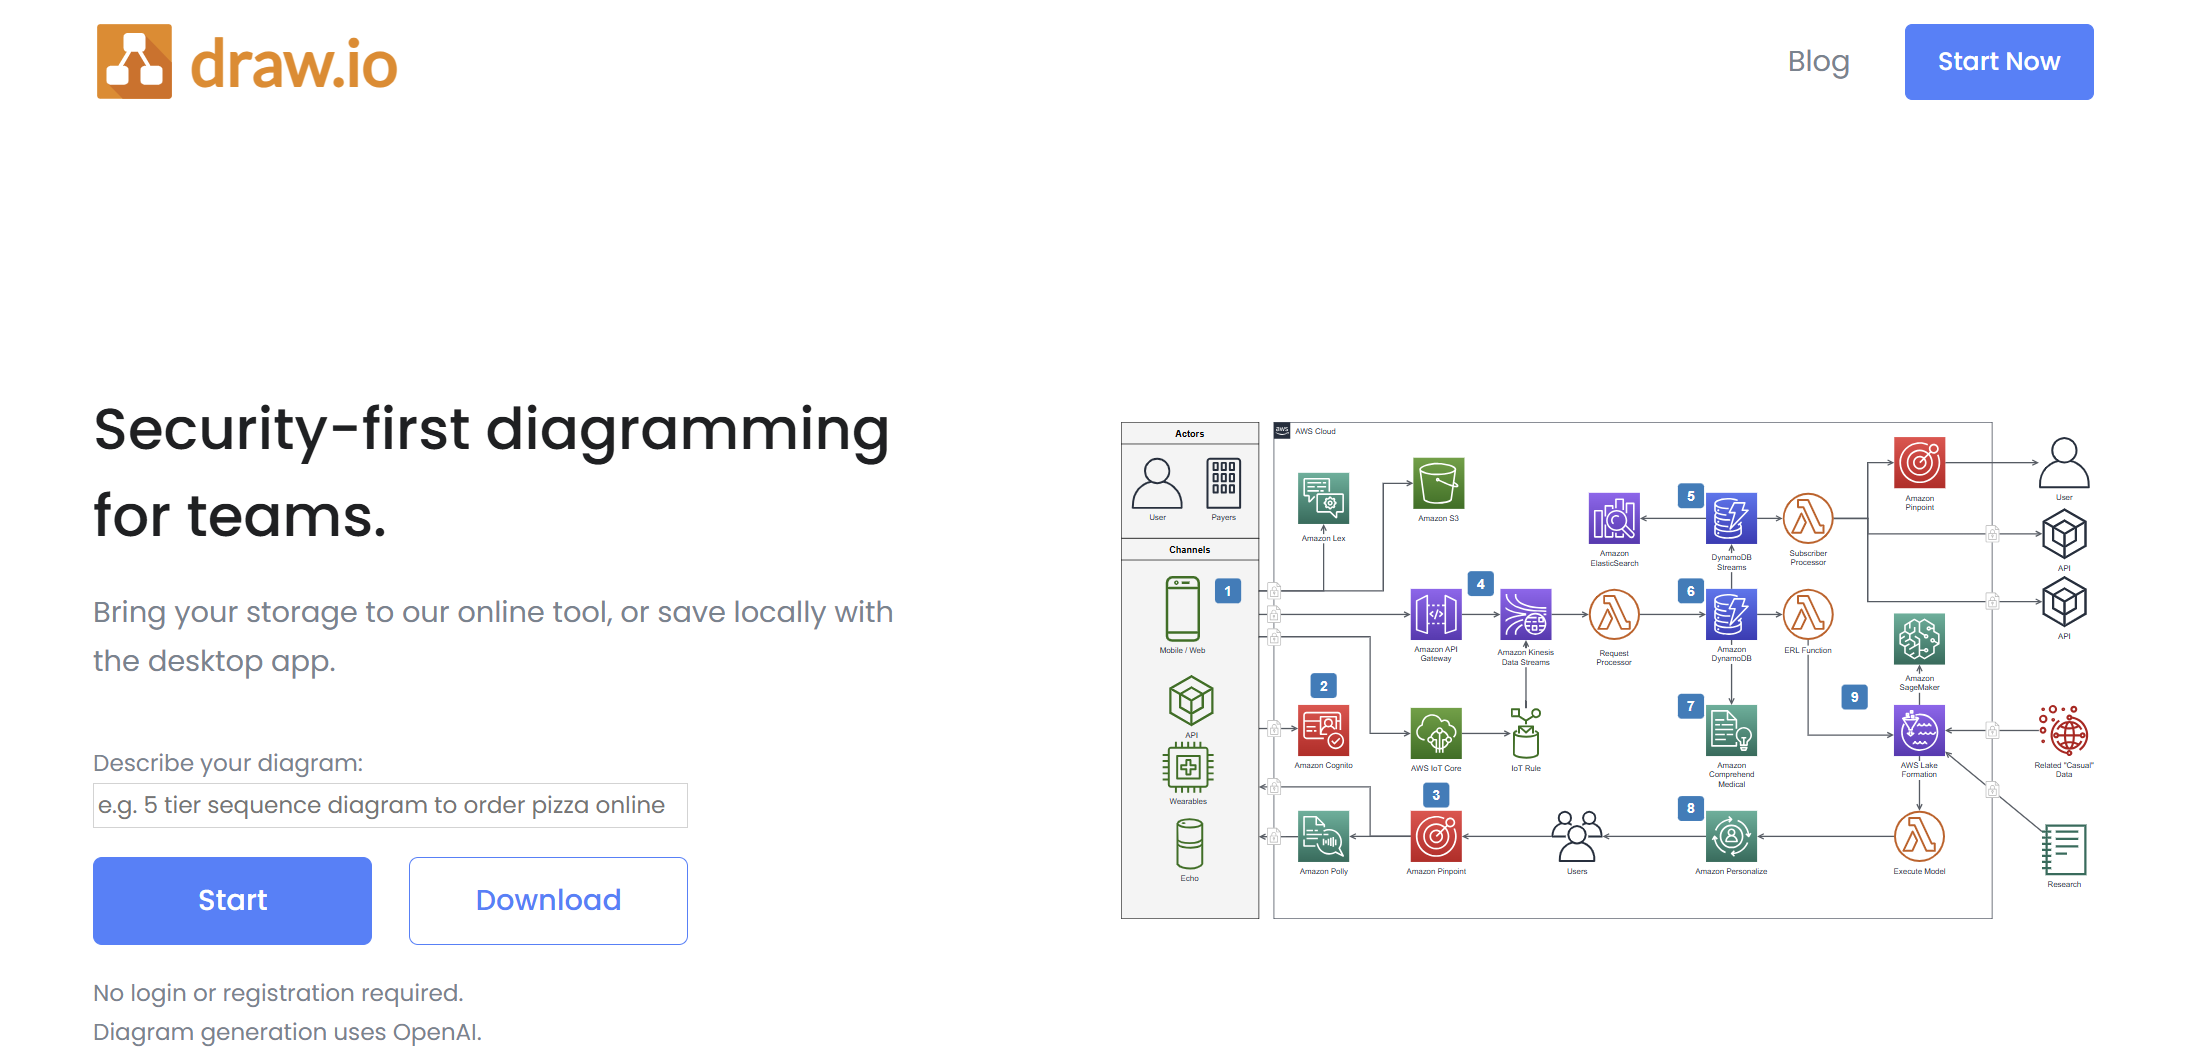 draw.io
Blog
Start Now
Security-first diagramming
for teams.
Bring your storage to our online tool, or save locally with
the desktop app.
Describe your diagram:
e.g. 5 tier sequence diagram to order pizza online
Start
Download
No login or registration required.
Diagram generation uses OpenAI.
Actors
User
Payers
Channels
1
Mobile / Web
API
Wearables
Echo
aws
AWS Cloud
Amazon Lex
Amazon S3
Amazon
ElasticSearch
5
DynamoDB
Streams
Subscriber
Processor
Amazon
Pinpoint
User
API
API
4
Amazon API
Gateway
Amazon Kinesis
Data Streams
Request
Processor
6
Amazon
DynamoDB
ERL Function
Amazon
SageMaker
2
Amazon Cognito
AWS IoT Core
IoT Rule
7
Amazon
Comprehend
Medical
9
AWS Lake
Formation
Related "Casual"
Data
3
Amazon Polly
Amazon Pinpoint
Users
8
Amazon Personalize
Execute Model
Research